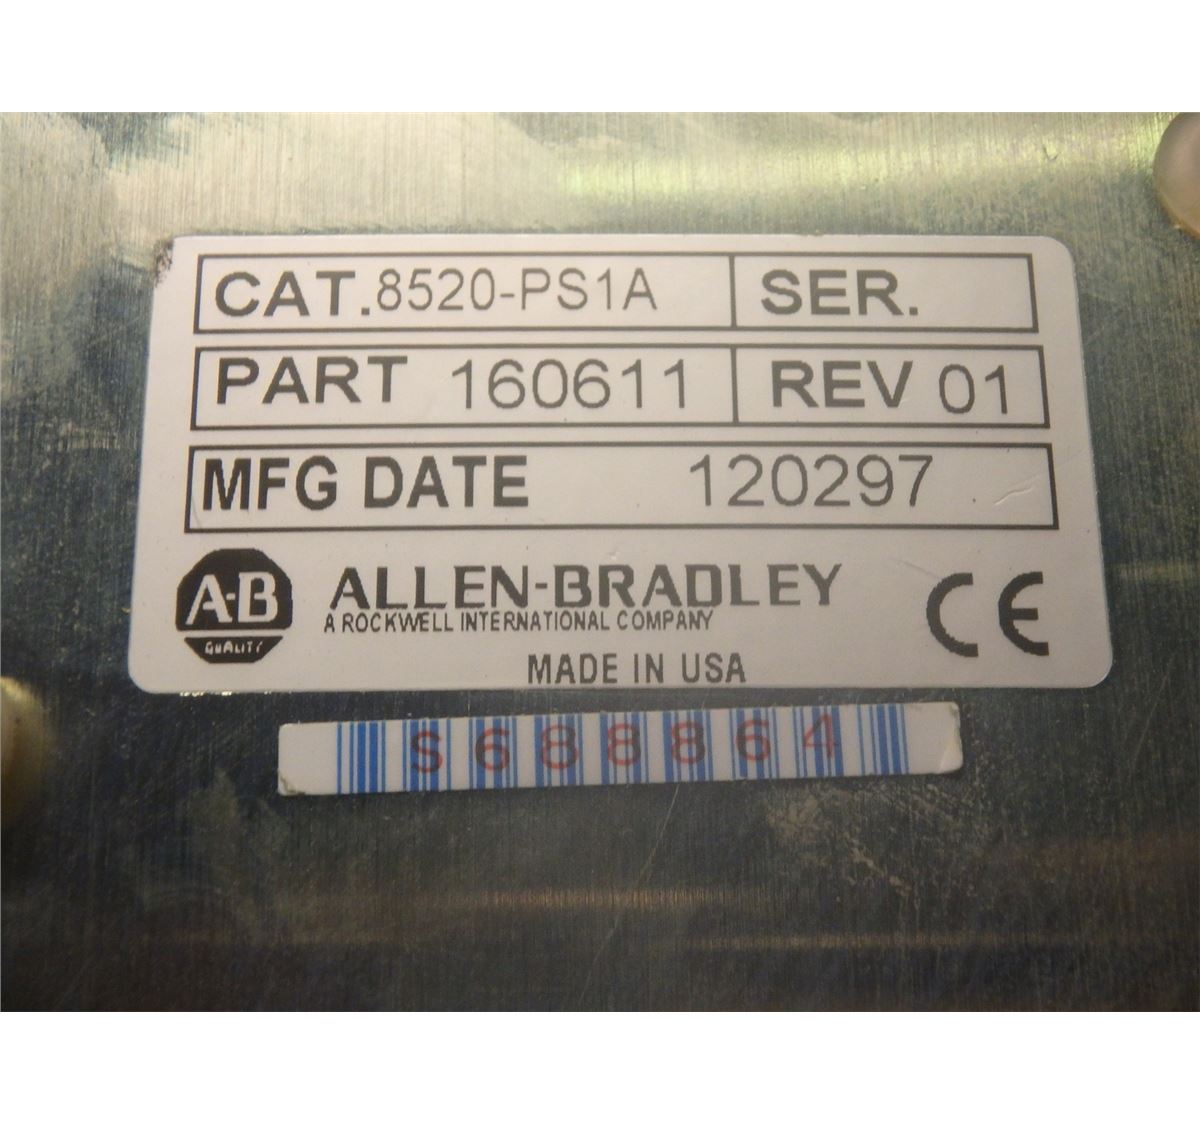 CAT. 8520-PS1A SER.
PART 160611 REV 01
MFG DATE 120297
A-B QUALITY
ALLEN-BRADLEY
A ROCKWELL INTERNATIONAL COMPANY
CE
MADE IN USA
S688864